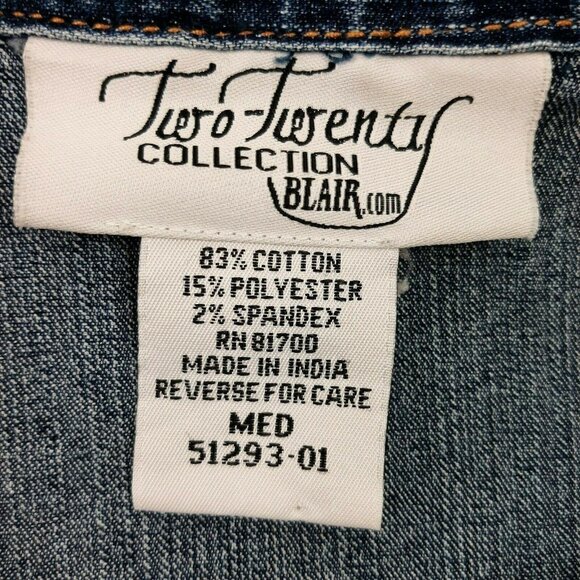 Two-Twenty
COLLECTION
BLAIR.com
83% COTTON
15% POLYESTER
2% SPANDEX
RN 81700
MADE IN INDIA
REVERSE FOR CARE
MED
51293-01